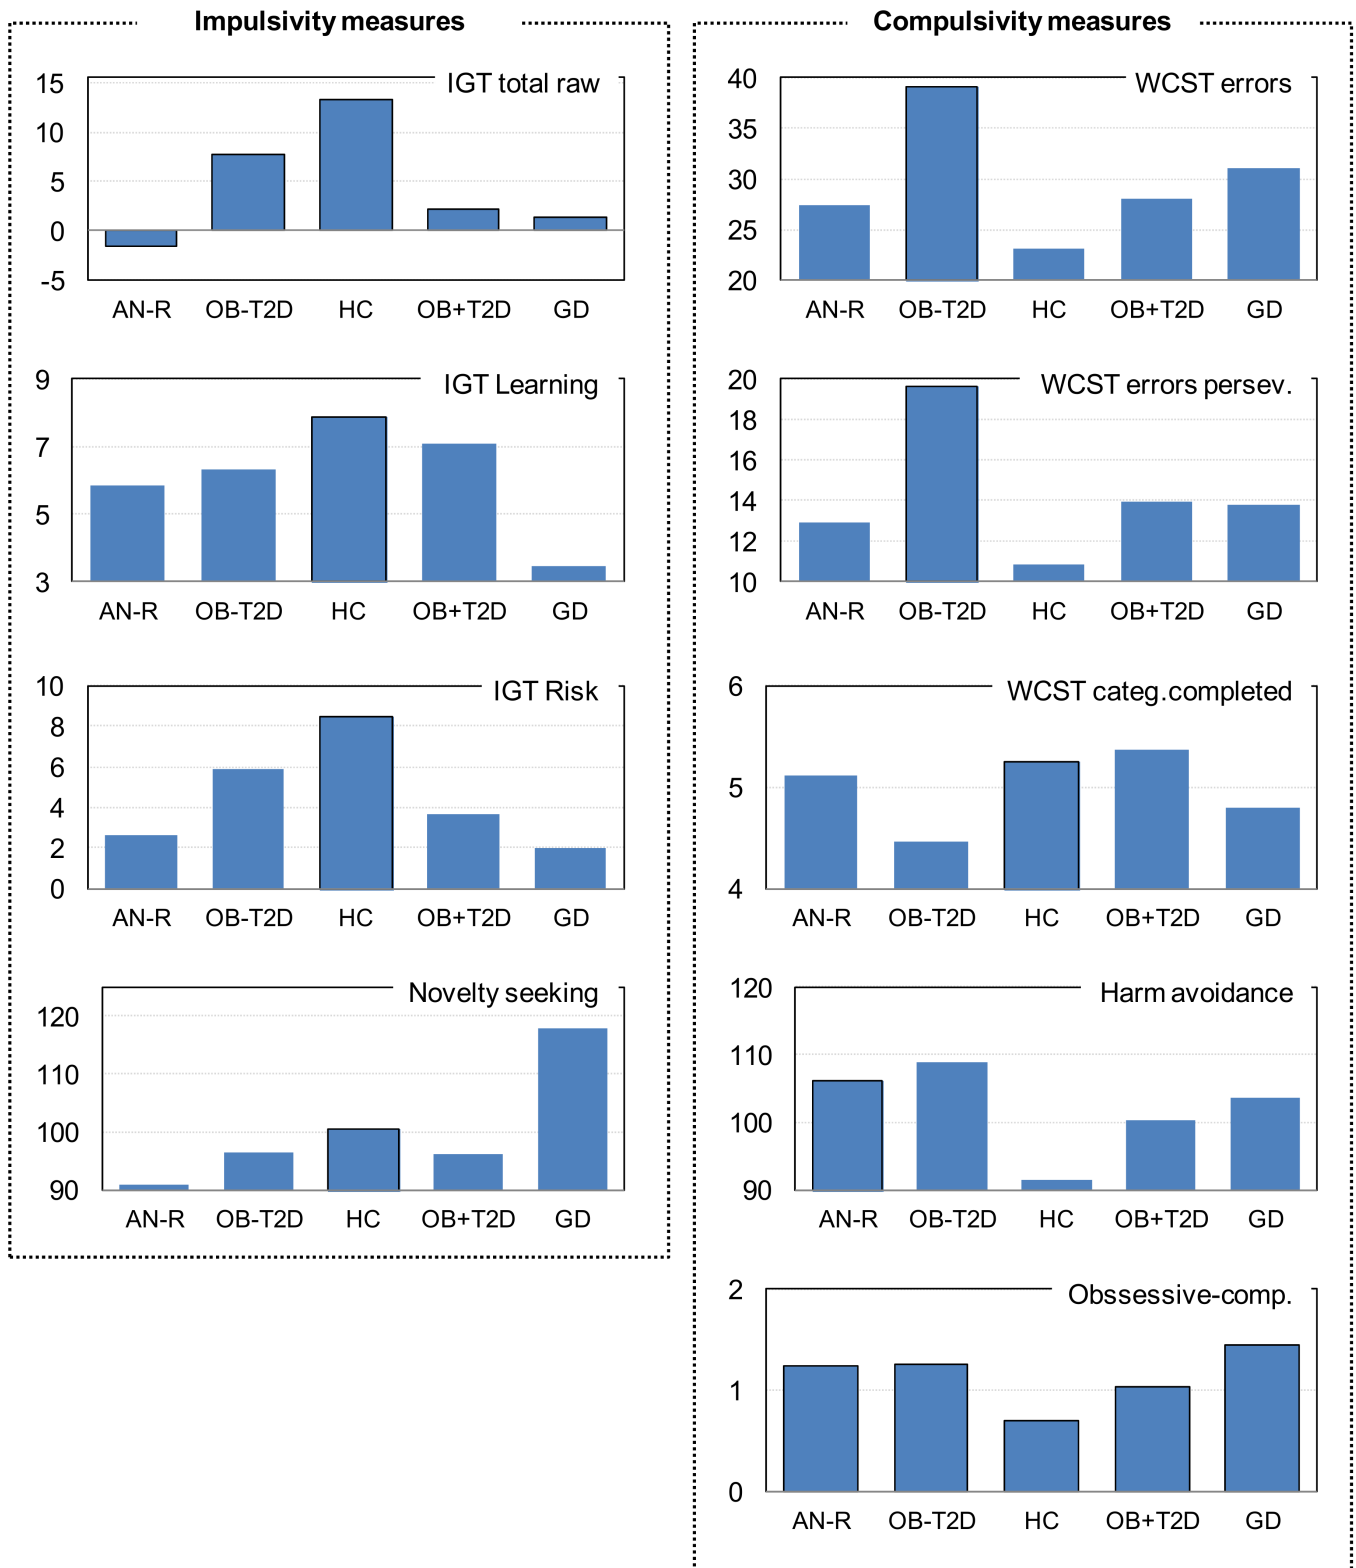 Impulsivity measures
IGT total raw
15
10
5
0
-5
AN-R OB-T2D HC OB+T2D GD
IGT Learning
9
7
5
3
AN-R OB-T2D HC OB+T2D GD
IGT Risk
10
8
6
4
2
0
AN-R OB-T2D HC OB+T2D GD
Novelty seeking
120
110
100
90
AN-R OB-T2D HC OB+T2D GD
Compulsivity measures
WCST errors
40
35
30
25
20
AN-R OB-T2D HC OB+T2D GD
WCST errors persev.
20
18
16
14
12
10
AN-R OB-T2D HC OB+T2D GD
WCST categ.completed
6
5
4
AN-R OB-T2D HC OB+T2D GD
Harm avoidance
120
110
100
90
AN-R OB-T2D HC OB+T2D GD
Obssessive-comp.
2
1
0
AN-R OB-T2D HC OB+T2D GD